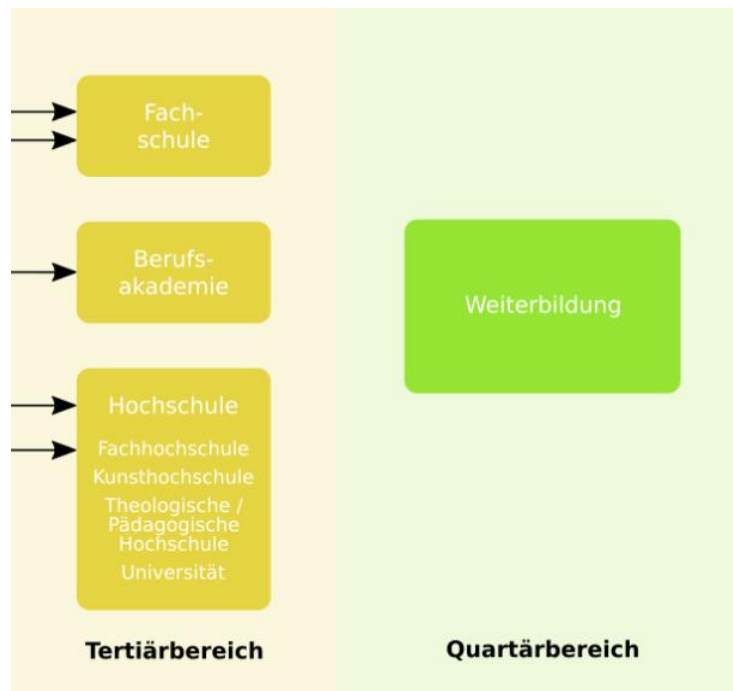 Fach-
schule
Berufs-
akademie
Hochschule
Fachhochschule
Kunsthochschule
Theologische /
Pädagogische
Hochschule
Universität
Tertiärbereich
Weiterbildung
Quartärbereich